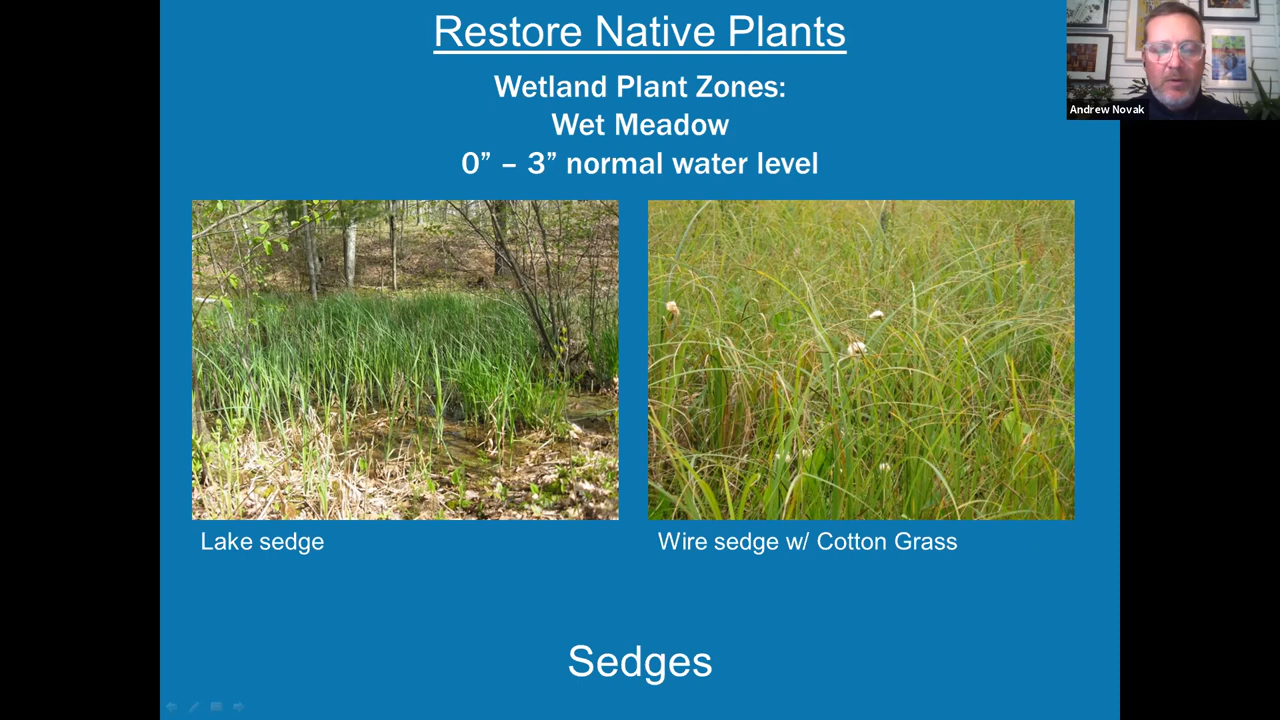 Restore Native Plants
Wetland Plant Zones:
Wet Meadow
0” – 3” normal water level
Andrew Novak
Lake sedge
Wire sedge w/ Cotton Grass
Sedges